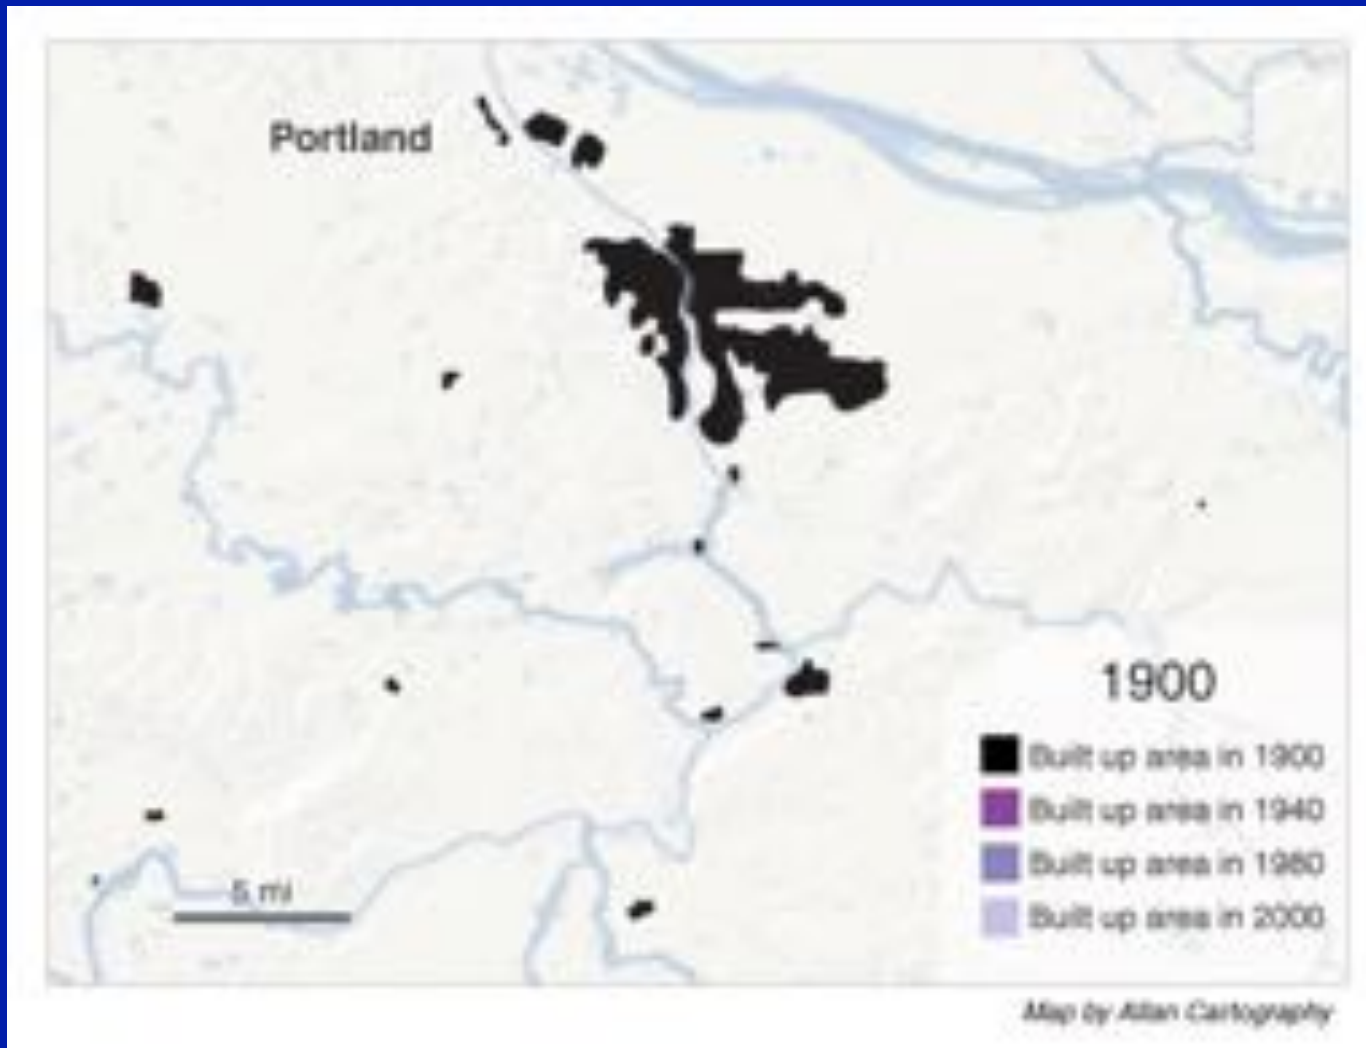 Portland
1900
Built up area in 1900
Built up area in 1940
Built up area in 1980
Built up area in 2000
5 mi
Map by Allan Cartography